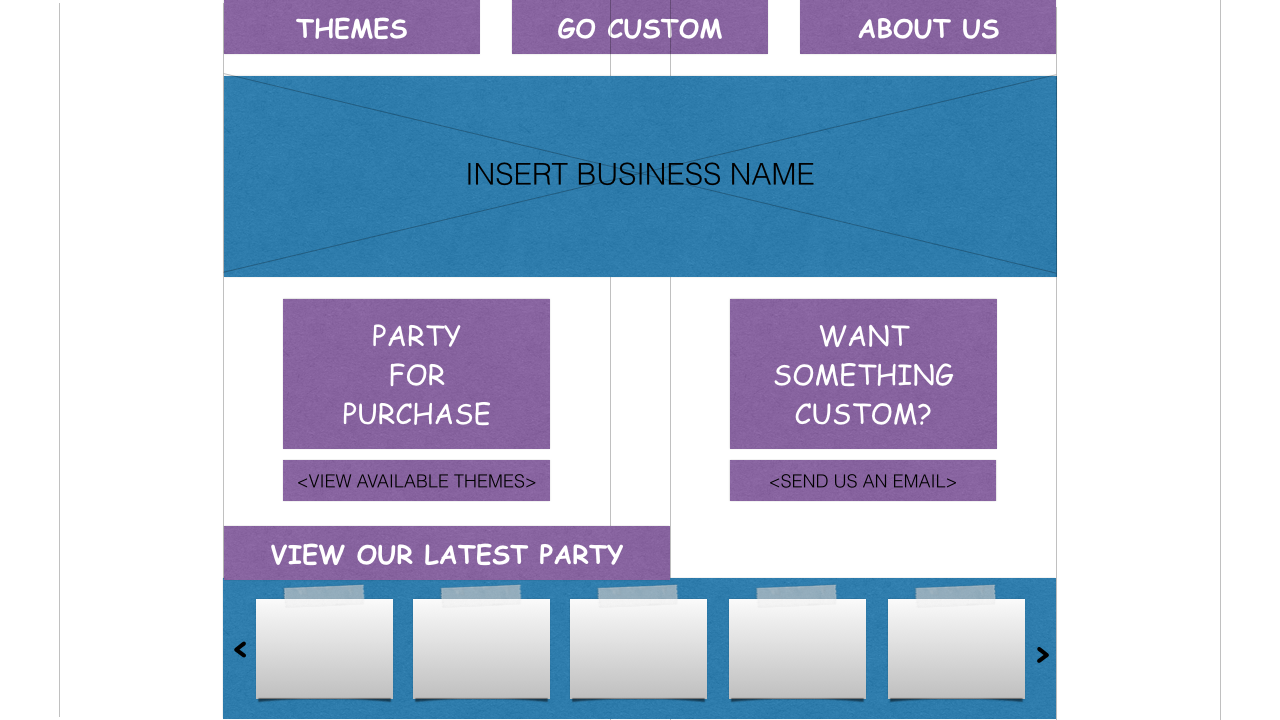 THEMES
GO CUSTOM
ABOUT US
INSERT BUSINESS NAME
PARTY
FOR
PURCHASE
WANT
SOMETHING
CUSTOM?
<VIEW AVAILABLE THEMES>
<SEND US AN EMAIL>
VIEW OUR LATEST PARTY
< >